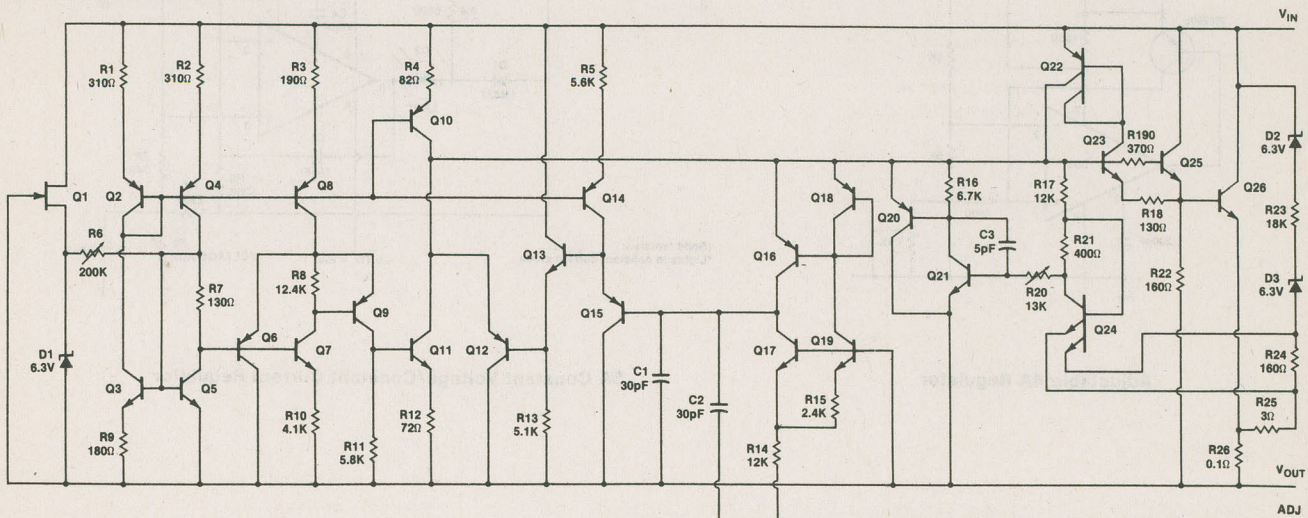 VIN
R1
310Ω
R2
310Ω
R3
190Ω
R4
82Ω
R5
5.6K
Q22
Q10
Q23
R190
370Ω
Q25
D2
6.3V
Q1
Q2
Q4
Q8
Q14
Q18
Q20
R16
6.7K
R17
12K
R18
130Ω
Q26
R23
18K
R6
200K
C3
5pF
R21
400Ω
Q13
Q16
Q21
R20
13K
R22
160Ω
D3
6.3V
R7
130Ω
R8
12.4K
Q9
Q15
Q24
D1
6.3V
Q6
Q7
Q11
Q12
Q17
Q19
R24
160Ω
C1
30pF
Q3
Q5
C2
30pF
R15
2.4K
R25
3Ω
R9
180Ω
R10
4.1K
R11
5.8K
R12
72Ω
R13
5.1K
R14
12K
R26
0.1Ω
VOUT
ADJ